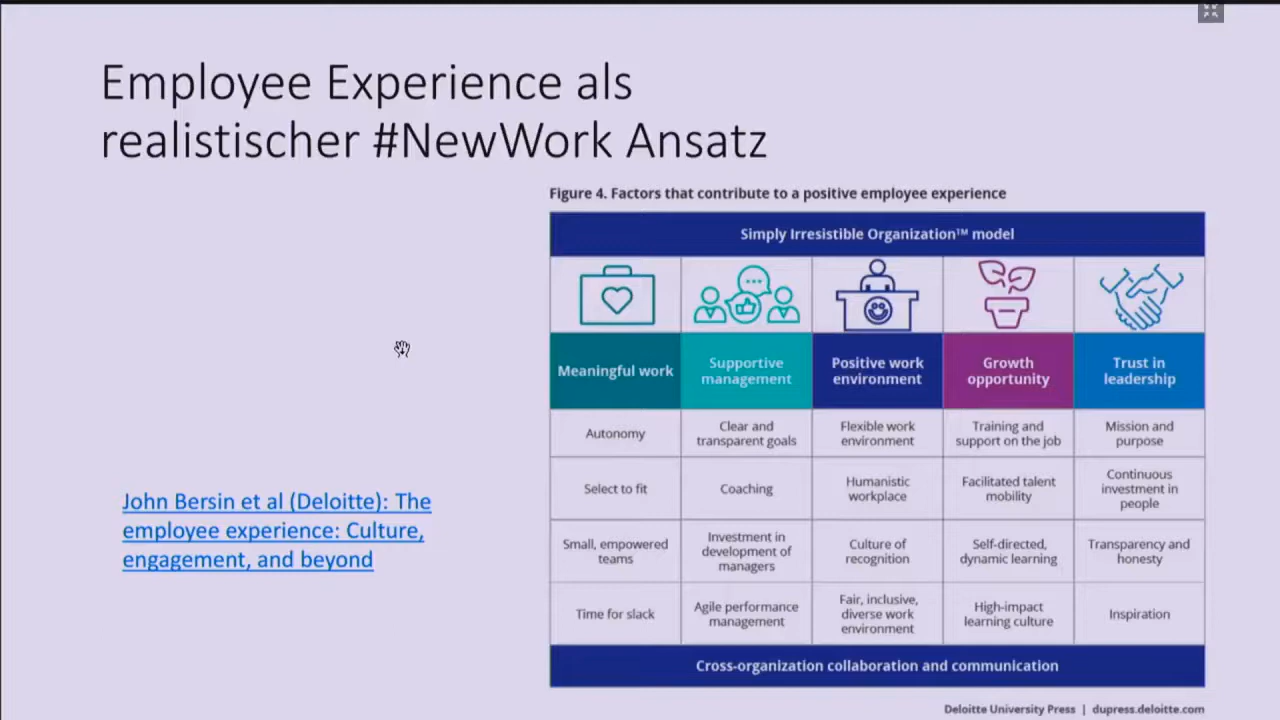 Employee Experience als
realistischer #NewWork Ansatz
Figure 4. Factors that contribute to a positive employee experience
Simply Irresistible Organization™ model
Meaningful work
Supportive
management
Positive work
environment
Growth
opportunity
Trust in
leadership
Autonomy
Clear and
transparent goals
Flexible work
environment
Training and
support on the job
Mission and
purpose
Select to fit
Coaching
Humanistic
workplace
Facilitated talent
mobility
Continuous
investment in
people
Small, empowered
teams
Investment in
development of
managers
Culture of
recognition
Self-directed,
dynamic learning
Transparency and
honesty
Time for slack
Agile performance
management
Fair, inclusive,
diverse work
environment
High-impact
learning culture
Inspiration
Cross-organization collaboration and communication
Deloitte University Press | dupress.deloitte.com
John Bersin et al (Deloitte): The
employee experience: Culture,
engagement, and beyond